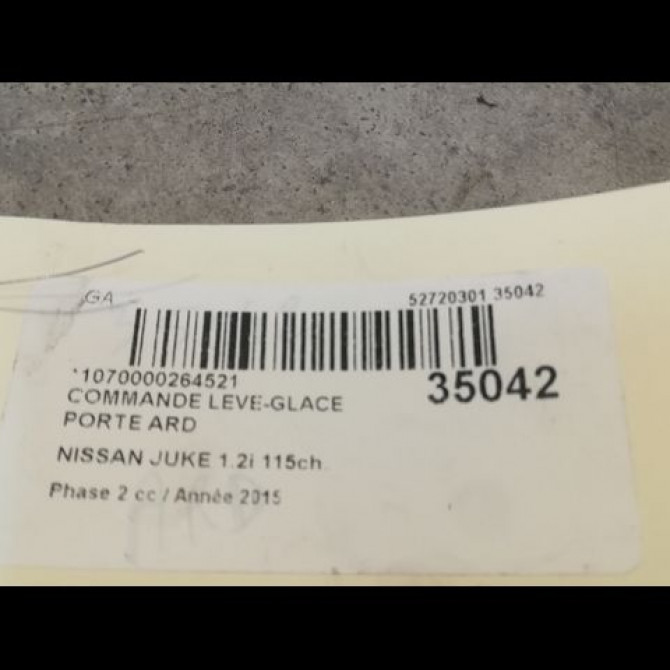 GA 52720301 35042
*1070000264521
35042
COMMANDE LEVE-GLACE
PORTE ARD
NISSAN JUKE 1.2i 115ch
Phase 2 cc / Année 2015